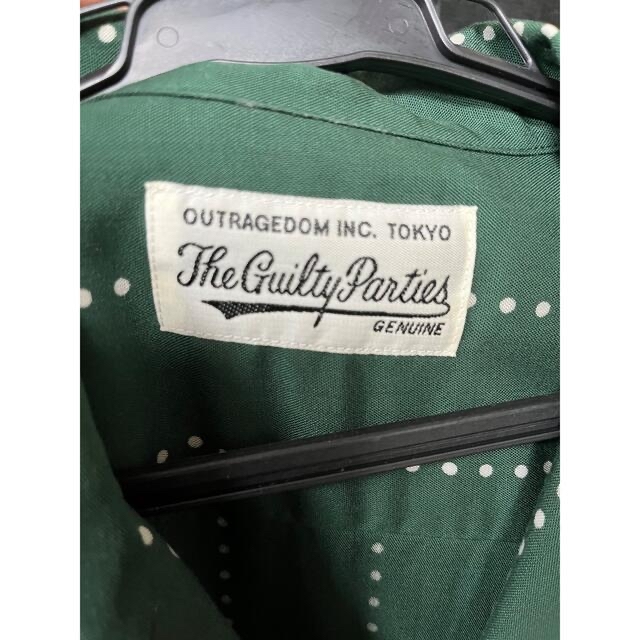 OUTRAGEDOM INC. TOKYO
The Guilty Parties
GENUINE